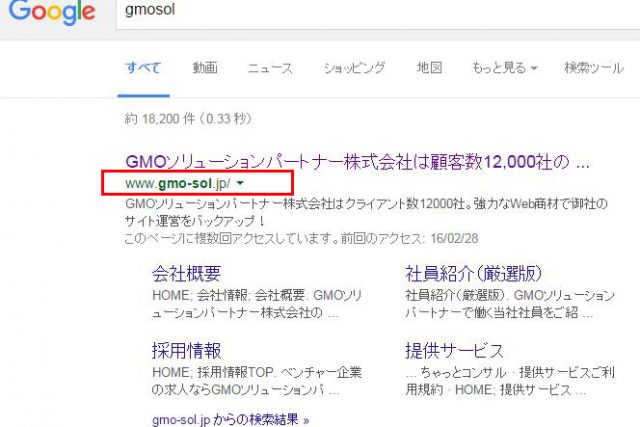 Google
gmosol
すべて 動画 ニュース ショッピング 地図 もっと見る 検索ツール
約 18,200 件 (0.33 秒)
GMOソリューションパートナー株式会社は顧客数12,000社の ...
www.gmo-sol.jp/
GMOソリューションパートナー株式会社はクライアント数12000社。強力なWeb商材で御社の
サイト運営をバックアップ！
このページに複数回アクセスしています。前回のアクセス: 16/02/28
会社概要
HOME; 会社情報; 会社概要. GMOソリ
ューションパートナー株式会社の ...
社員紹介（厳選版）
社員紹介（厳選版）. GMOソリューション
パートナーで働く当社社員をご紹 ...
採用情報
HOME; 採用情報TOP. ベンチャー企業
の求人ならGMOソリューションパ ...
提供サービス
... ちゃっとコンサル · 提供サービスご利
用規約 · HOME; 提供サービス ...
gmo-sol.jp からの検索結果 »